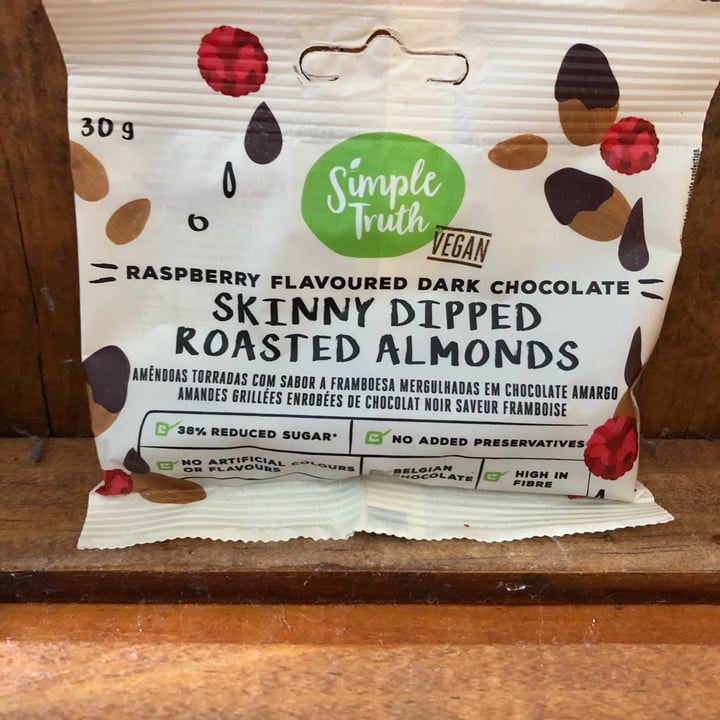 30 g
Simple
Truth
VEGAN
RASPBERRY FLAVOURED DARK CHOCOLATE
SKINNY DIPPED
ROASTED ALMONDS
AMÊNDOAS TORRADAS COM SABOR A FRAMBOESA MERGULHADAS EM CHOCOLATE AMARGO
AMANDES GRILLÉES ENROBÉES DE CHOCOLAT NOIR SAVEUR FRAMBOISE
38% REDUCED SUGAR*
NO ADDED PRESERVATIVES
NO ARTIFICIAL COLOURS
OR FLAVOURS
BELGIAN
CHOCOLATE
HIGH IN
FIBRE